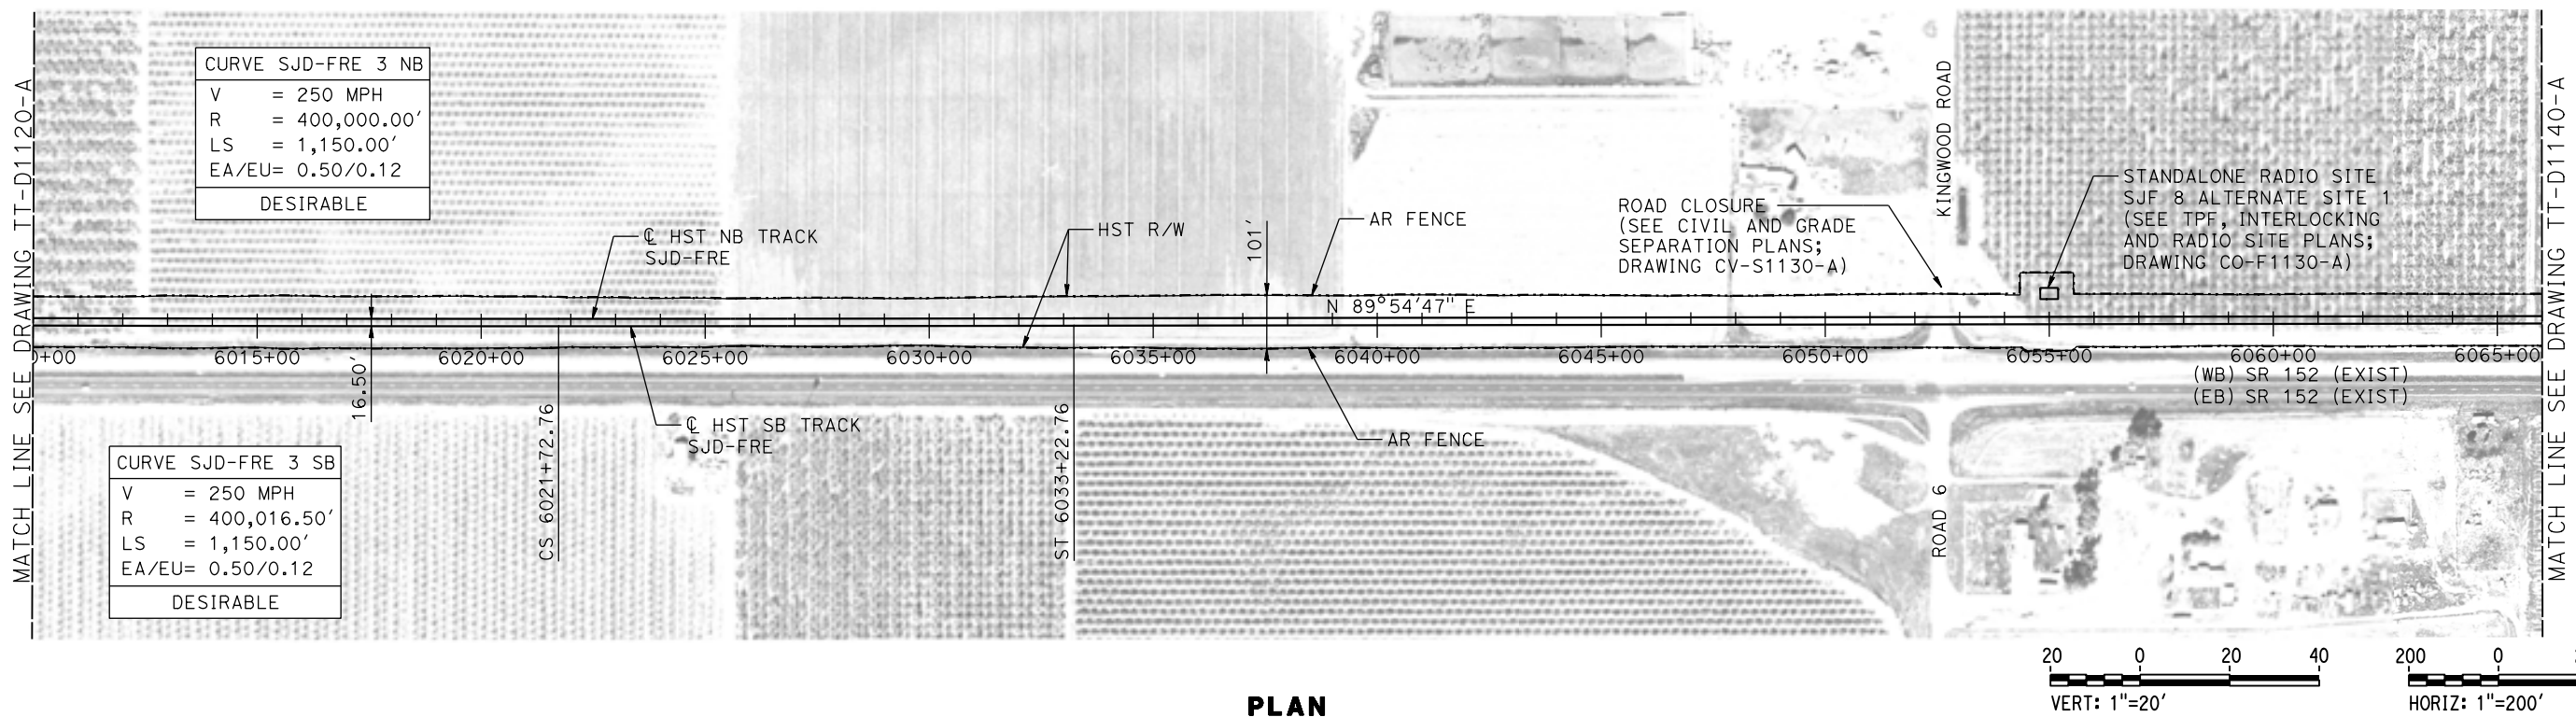 MATCH LINE SEE DRAWING TT-D1120-A
CURVE SJD-FRE 3 NB
V = 250 MPH
R = 400,000.00'
LS = 1,150.00'
EA/EU= 0.50/0.12
DESIRABLE
℄ HST NB TRACK
SJD-FRE
HST R/W
101'
AR FENCE
N 89°54'47" E
ROAD CLOSURE
(SEE CIVIL AND GRADE
SEPARATION PLANS;
DRAWING CV-S1130-A)
KINGWOOD ROAD
STANDALONE RADIO SITE
SJF 8 ALTERNATE SITE 1
(SEE TPF, INTERLOCKING
AND RADIO SITE PLANS;
DRAWING CO-F1130-A)
MATCH LINE SEE DRAWING TT-D1140-A
0+00 6015+00 6020+00 6025+00 6030+00 6035+00 6040+00 6045+00 6050+00 6055+00 6060+00 6065+00
16.50'
CS 6021+72.76
℄ HST SB TRACK
SJD-FRE
ST 6033+22.76
AR FENCE
(WB) SR 152 (EXIST)
(EB) SR 152 (EXIST)
ROAD 6
CURVE SJD-FRE 3 SB
V = 250 MPH
R = 400,016.50'
LS = 1,150.00'
EA/EU= 0.50/0.12
DESIRABLE
PLAN
20 0 20 40
VERT: 1"=20'
200 0
HORIZ: 1"=200'